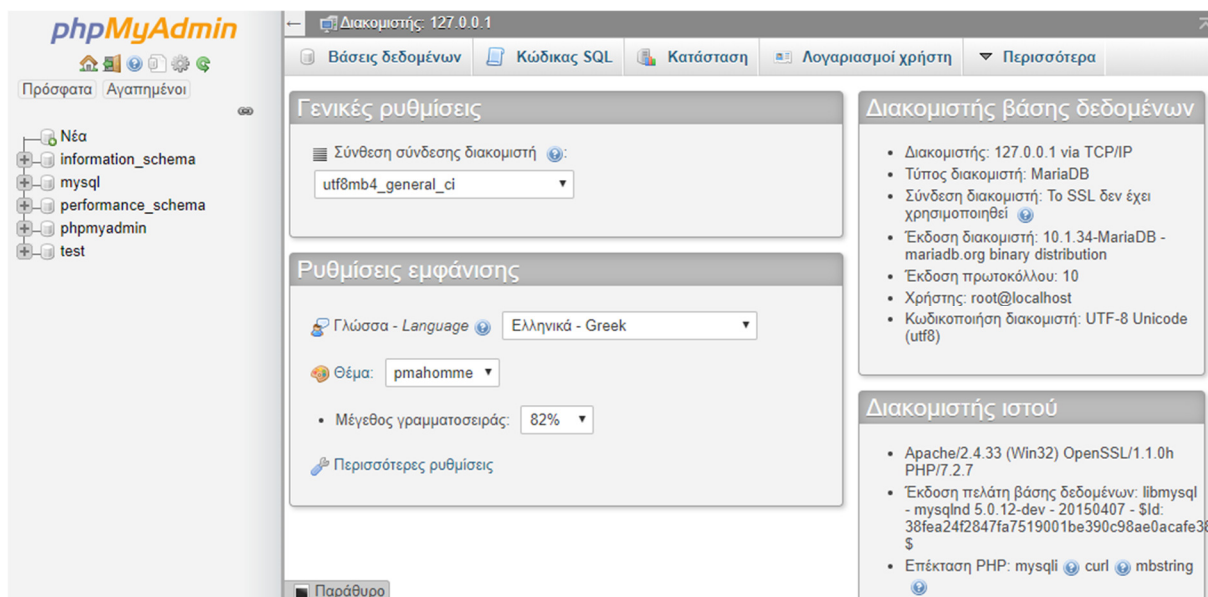 phpMyAdmin
Πρόσφατα Αγαπημένοι
Νέα
information_schema
mysql
performance_schema
phpmyadmin
test
Διακομιστής: 127.0.0.1
Βάσεις δεδομένων Κώδικας SQL Κατάσταση Λογαριασμοί χρήστη Περισσότερα
Γενικές ρυθμίσεις
Σύνθεση σύνδεσης διακομιστή :
utf8mb4_general_ci
Ρυθμίσεις εμφάνισης
Γλώσσα - Language Ελληνικά - Greek
Θέμα: pmahomme
• Μέγεθος γραμματοσειράς: 82%
Περισσότερες ρυθμίσεις
Παράθυρο
Διακομιστής βάσης δεδομένων
• Διακομιστής: 127.0.0.1 via TCP/IP
• Τύπος διακομιστή: MariaDB
• Σύνδεση διακομιστή: Το SSL δεν έχει
χρησιμοποιηθεί
• Έκδοση διακομιστή: 10.1.34-MariaDB -
mariadb.org binary distribution
• Έκδοση πρωτοκόλλου: 10
• Χρήστης: root@localhost
• Κωδικοποίηση διακομιστή: UTF-8 Unicode
(utf8)
Διακομιστής ιστού
• Apache/2.4.33 (Win32) OpenSSL/1.1.0h
PHP/7.2.7
• Έκδοση πελάτη βάσης δεδομένων: libmysql
- mysqlnd 5.0.12-dev - 20150407 - $Id:
38fea24f2847fa7519001be390c98ae0acafe38
$
• Επέκταση PHP: mysqli curl mbstring